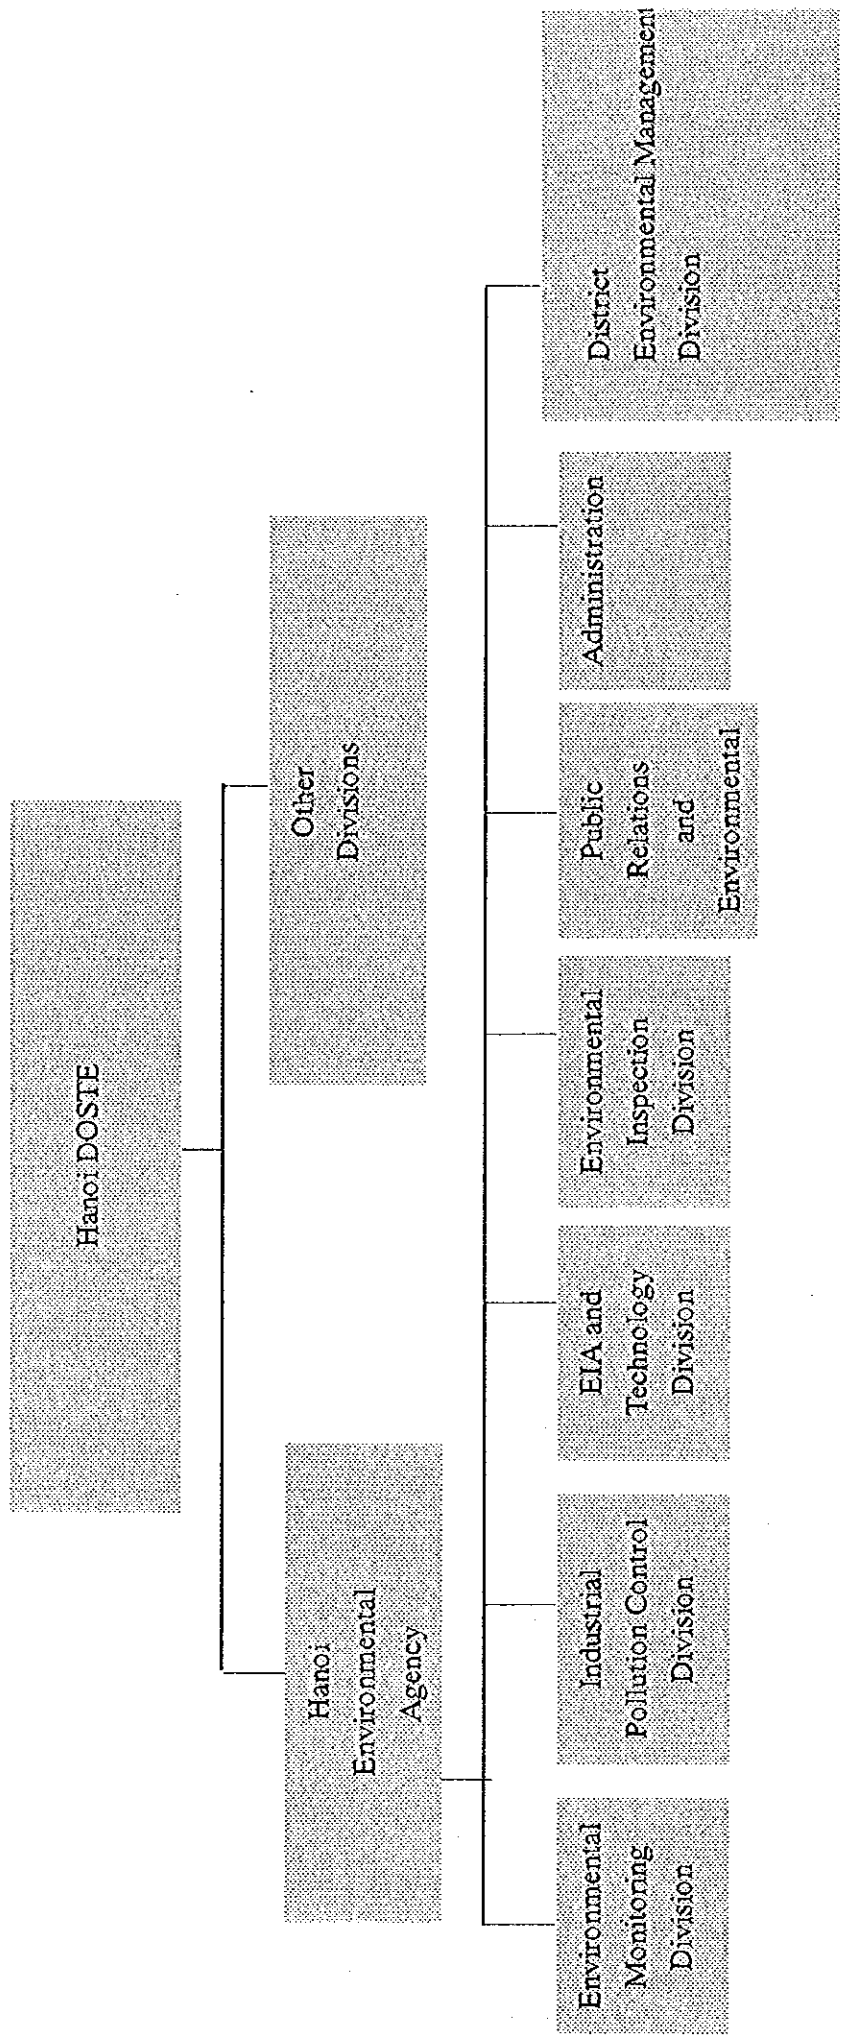 Hanoi DOSTE
Hanoi
Environmental
Agency
Other
Divisions
Environmental
Monitoring
Division
Industrial
Pollution Control
Division
EIA and
Technology
Division
Environmental
Inspection
Division
Public
Relations
and
Environmental
Administration
District
Environmental Management
Division